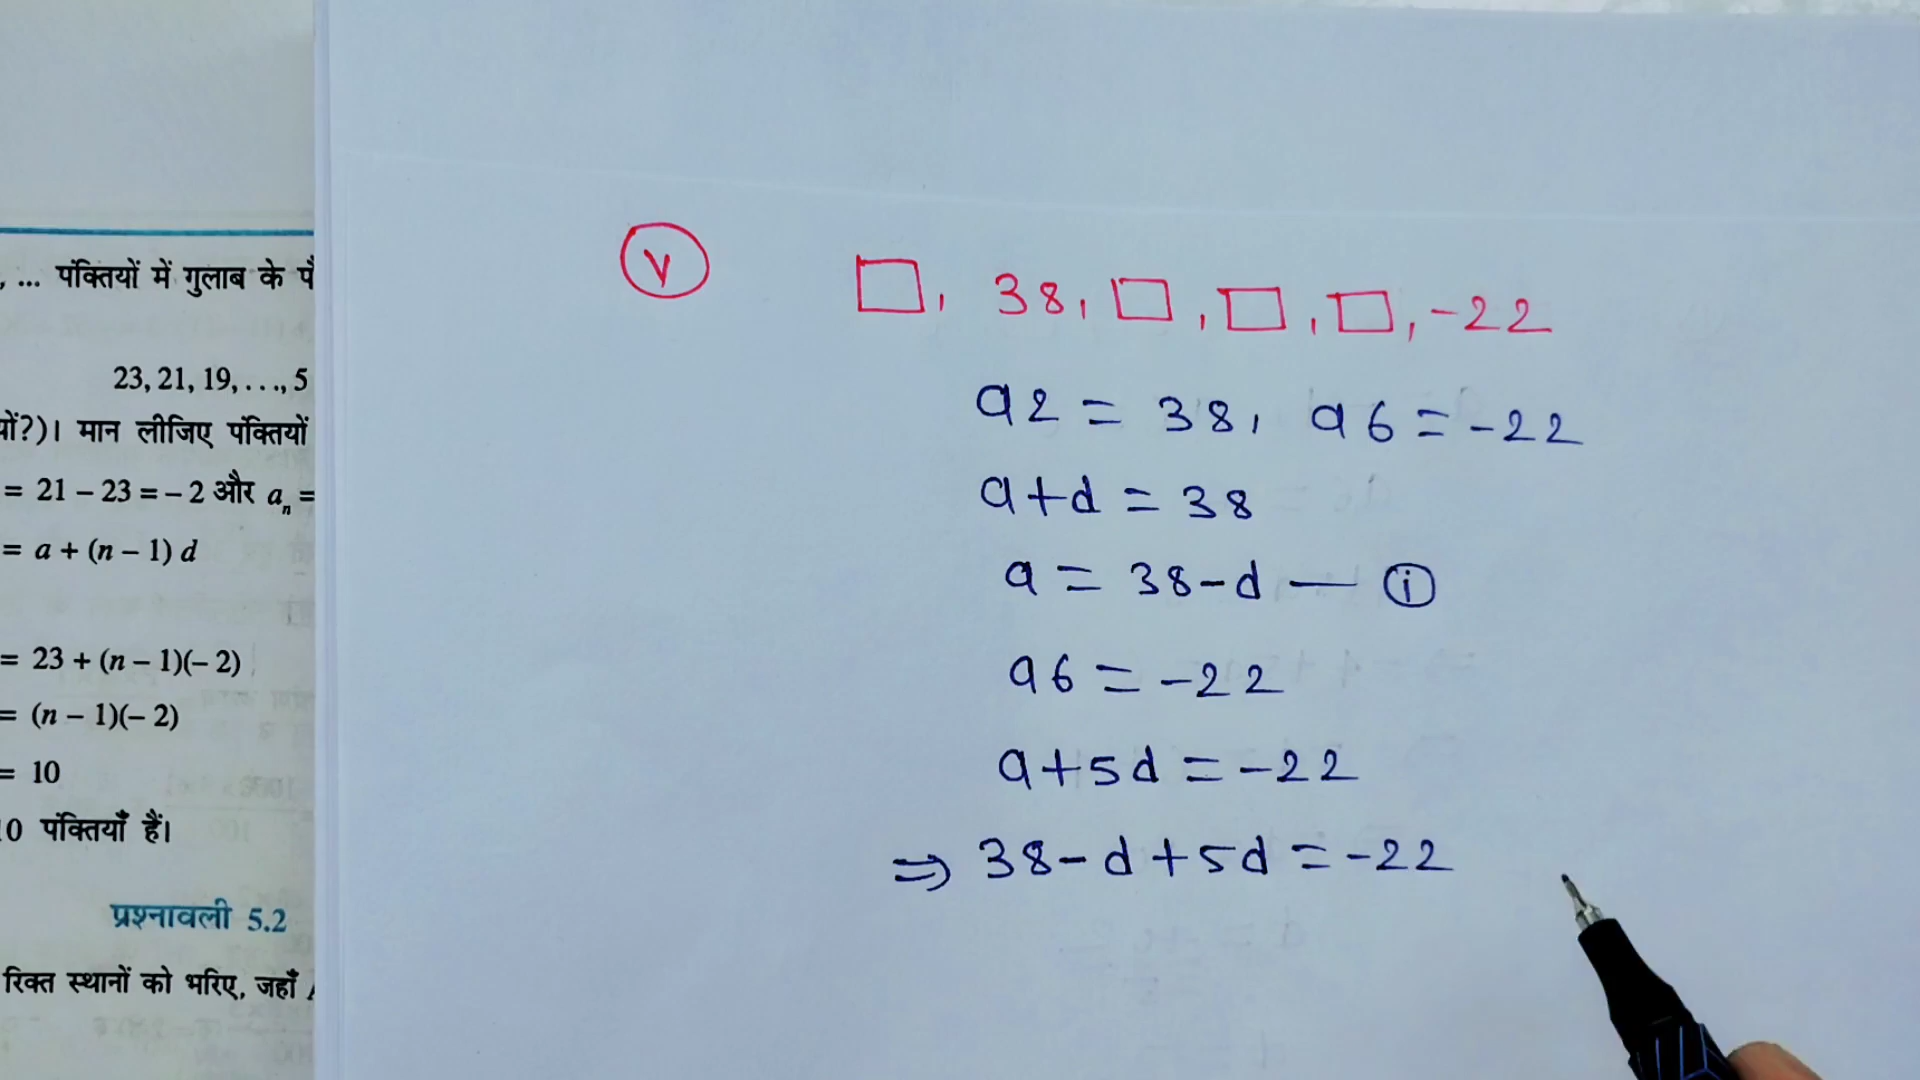 , ... पंक्तियों में गुलाब के
23, 21, 19, . . ., 5
मान लीजिए पंक्तियों
= 21 – 23 = – 2 और aₙ =
= a + (n – 1) d
= 23 + (n – 1)(– 2)
= (n – 1)(– 2)
= 10
0 पंक्तियाँ हैं।
प्रश्नावली 5.2
रिक्त स्थानों को भरिए, जहाँ
V □, 38, □, □, □, -22
a2 = 38, a6 = -22
a+d = 38
a = 38-d — i
a6 = -22
a+5d = -22
⇒ 38-d+5d = -22